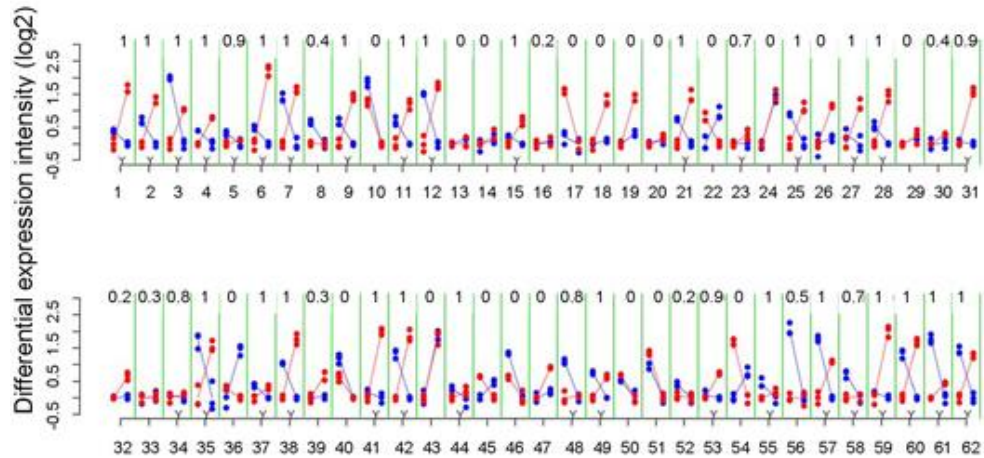 Differential expression intensity (log2)
1 1 1 1 0.9 1 1 0.4 1 0 1 1 0 0 1 0.2 0 0 0 0 1 0 0.7 0 1 0 1 1 0 0.4 0.9
2.5
1.5
0.5
-0.5
Y Y Y Y Y Y Y Y Y Y Y Y Y Y Y Y
1 2 3 4 5 6 7 8 9 10 11 12 13 14 15 16 17 18 19 20 21 22 23 24 25 26 27 28 29 30 31
0.2 0.3 0.8 1 0 1 1 0.3 0 1 1 0 1 0 0 0 0.8 1 0 0 0.2 0.9 0 1 0.5 1 0.7 1 1 1 1
2.5
1.5
0.5
-0.5
Y Y Y Y Y Y Y Y Y Y Y Y Y Y Y Y Y
32 33 34 35 36 37 38 39 40 41 42 43 44 45 46 47 48 49 50 51 52 53 54 55 56 57 58 59 60 61 62